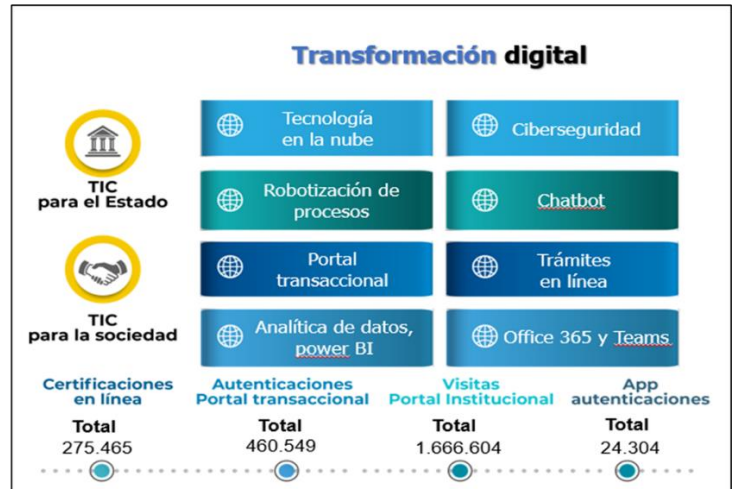 Transformación digital
TIC
para el Estado
TIC
para la sociedad
Tecnología
en la nube
Ciberseguridad
Robotización de
procesos
Chatbot
Portal
transaccional
Trámites
en línea
Analítica de datos,
power BI
Office 365 y Teams
Certificaciones
en línea
Total
275.465
Autenticaciones
Portal transaccional
Total
460.549
Visitas
Portal Institucional
Total
1.666.604
App
autenticaciones
Total
24.304